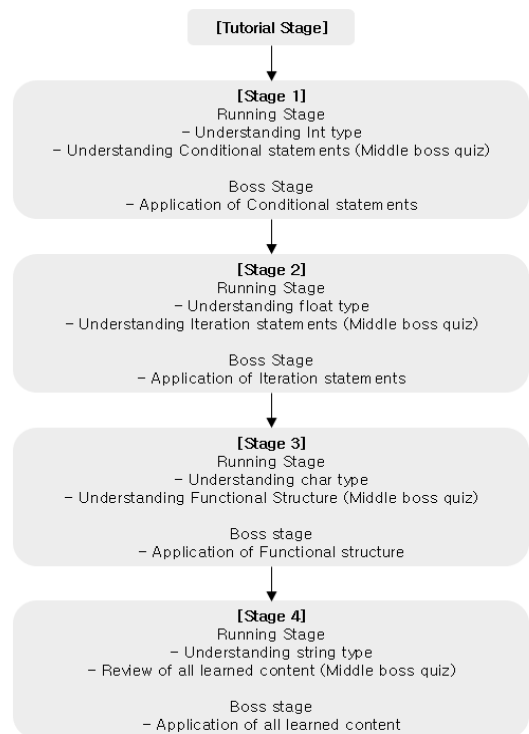 [Tutorial Stage]
[Stage 1]
Running Stage
– Understanding Int type
– Understanding Conditional statements (Middle boss quiz)
Boss Stage
– Application of Conditional statements
[Stage 2]
Running Stage
– Understanding float type
– Understanding Iteration statements (Middle boss quiz)
Boss Stage
– Application of Iteration statements
[Stage 3]
Running Stage
– Understanding char type
– Understanding Functional Structure (Middle boss quiz)
Boss stage
– Application of Functional structure
[Stage 4]
Running Stage
– Understanding string type
– Review of all learned content (Middle boss quiz)
Boss stage
– Application of all learned content